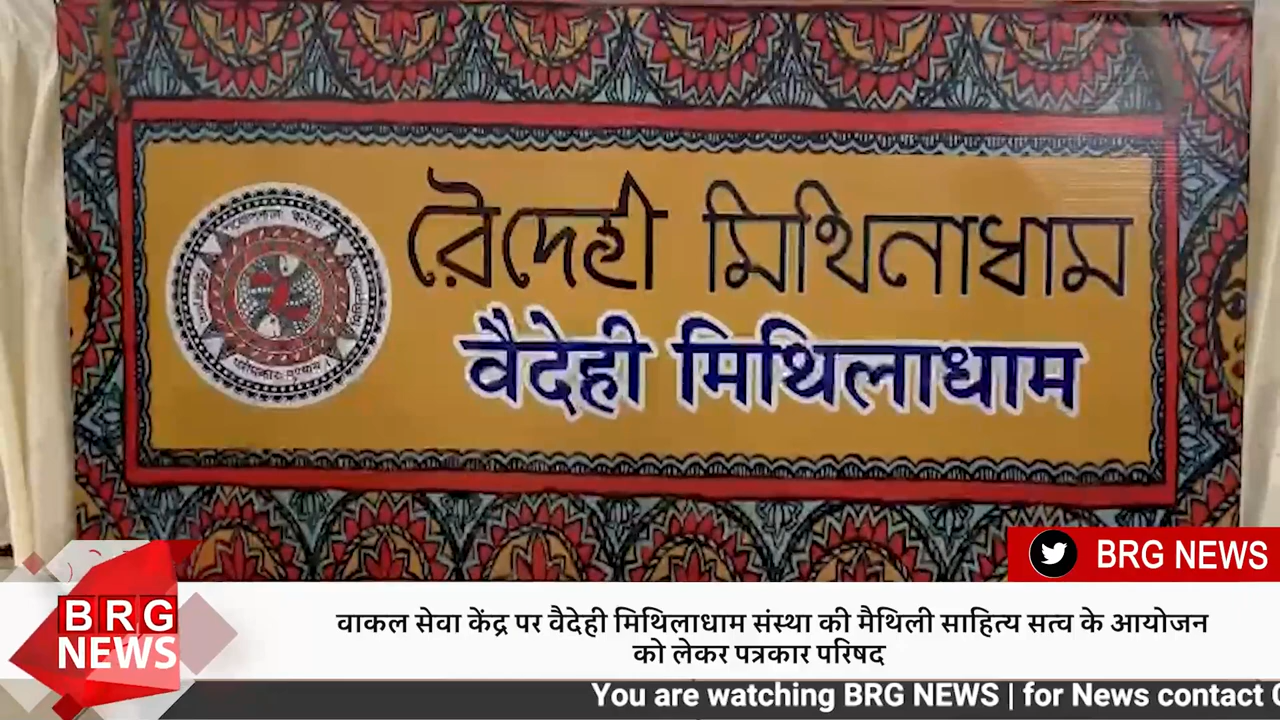 রৈদেহী মিথিনাধাম
वैदेही मिथिलाधाम
BRG NEWS
BRG
NEWS
वाकल सेवा केंद्र पर वैदेही मिथिलाधाम संस्था की मैथिली साहित्य सत्व के आयोजन
को लेकर पत्रकार परिषद
You are watching BRG NEWS | for News contact